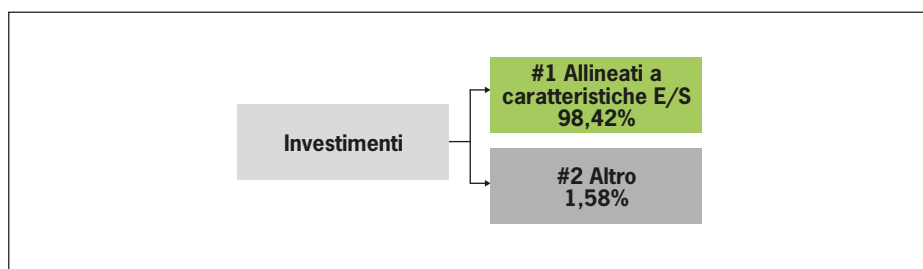 #1 Allineati a
caratteristiche E/S
98,42%
Investimenti
#2 Altro
1,58%